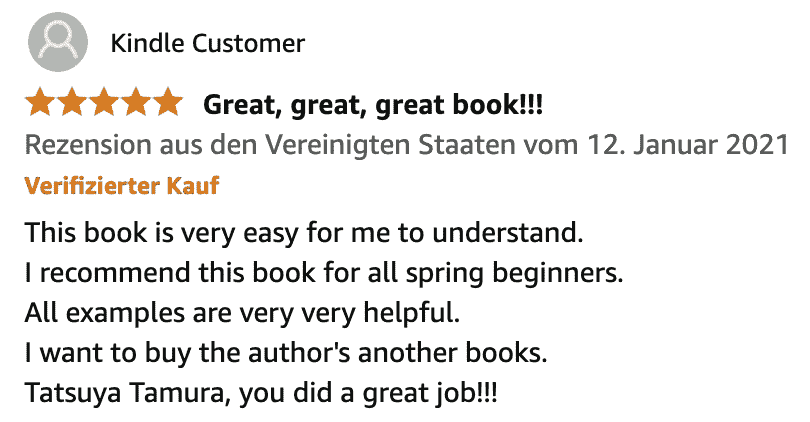 Kindle Customer
Great, great, great book!!!
Rezension aus den Vereinigten Staaten vom 12. Januar 2021
Verifizierter Kauf
This book is very easy for me to understand.
I recommend this book for all spring beginners.
All examples are very very helpful.
I want to buy the author's another books.
Tatsuya Tamura, you did a great job!!!